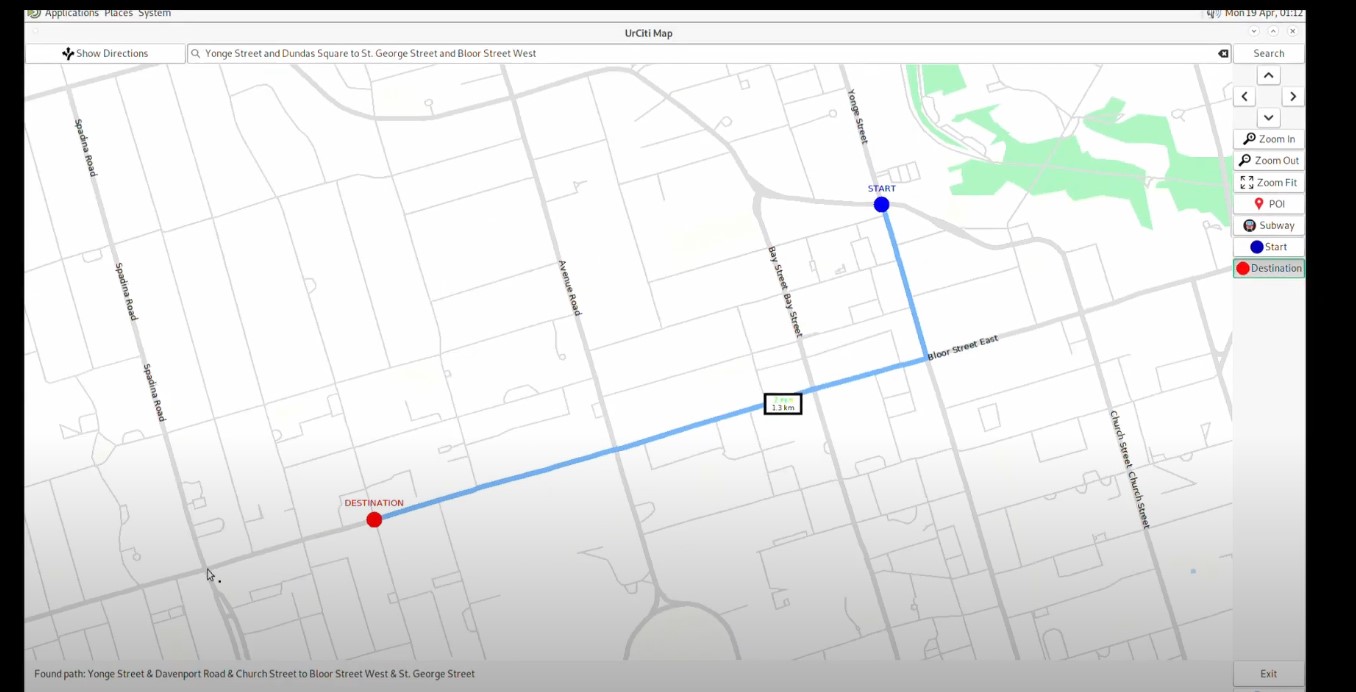 Applications Places System
Mon 19 Apr, 01:12
UrCiti Map
Show Directions
Yonge Street and Dundas Square to St. George Street and Bloor Street West
Search
Zoom In
Zoom Out
Zoom Fit
POI
Subway
Start
Destination
Spadina Road
Yonge Street
START
Spadina Road
Avenue Road
Bay Street Bay Street
Bloor Street East
Spadina Road
1.3 km
Church Street Church Street
DESTINATION
Found path: Yonge Street & Davenport Road & Church Street to Bloor Street West & St. George Street
Exit